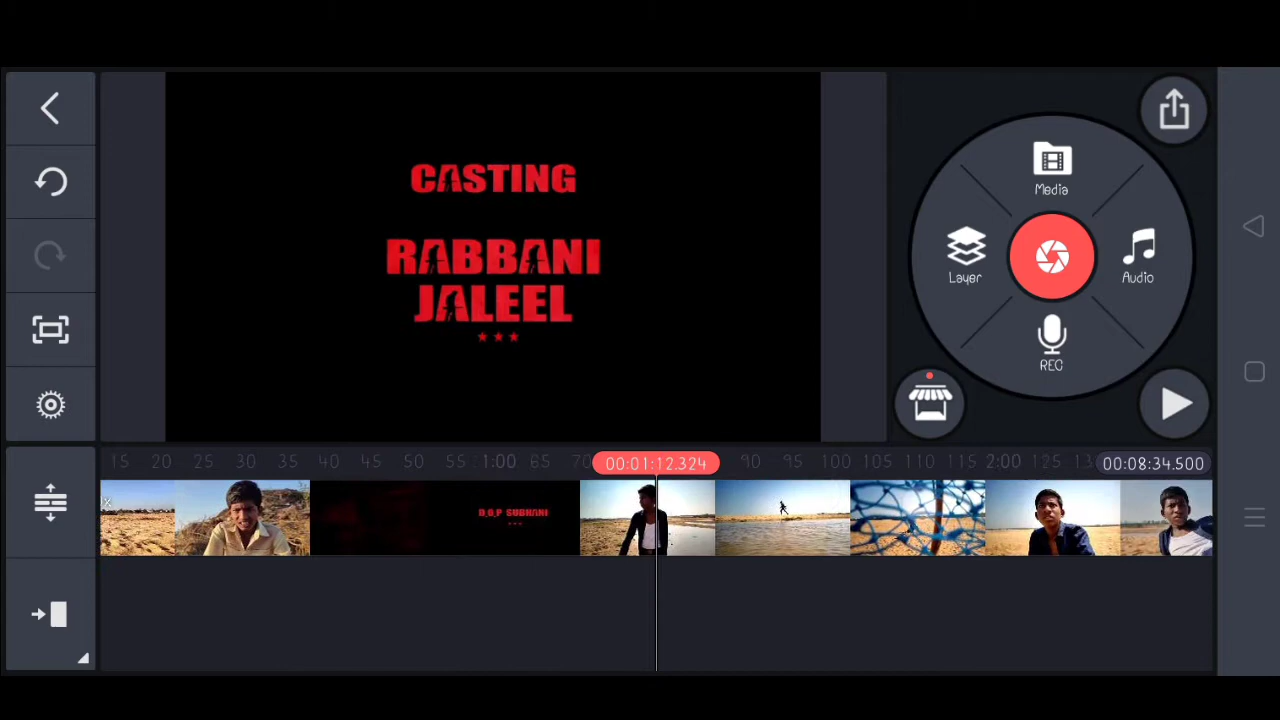 CASTING
RABBANI
JALEEL
Media
Layer
Audio
REC
15 20 25 30 35 40 45 50 55 1:00 65 70 00:01:12.324 90 95 100 105 110 115 2:00 125 00:08:34.500
D.O.P SUBHANI